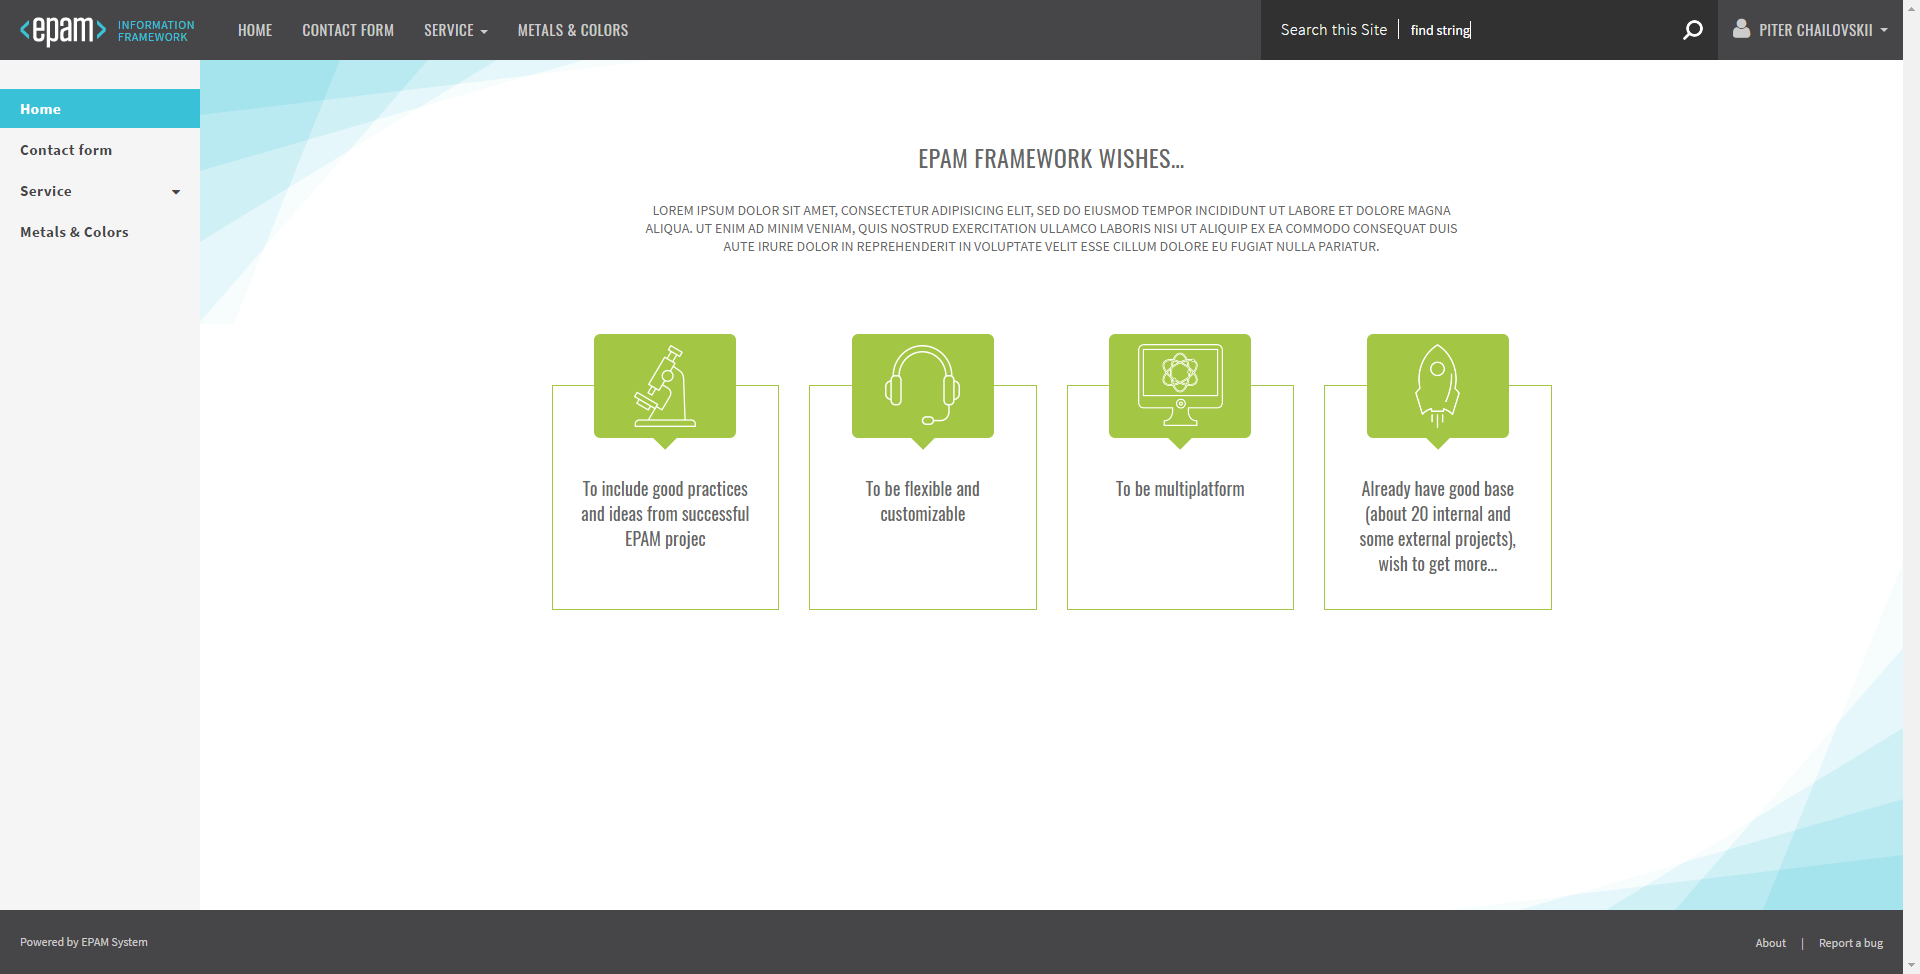 <epam>
INFORMATION
FRAMEWORK
HOME
CONTACT FORM
SERVICE
METALS & COLORS
Search this Site
find string
PITER CHAILOVSKII
Home
Contact form
Service
Metals & Colors
EPAM FRAMEWORK WISHES...
LOREM IPSUM DOLOR SIT AMET, CONSECTETUR ADIPISICING ELIT, SED DO EIUSMOD TEMPOR INCIDIDUNT UT LABORE ET DOLORE MAGNA
ALIQUA. UT ENIM AD MINIM VENIAM, QUIS NOSTRUD EXERCITATION ULLAMCO LABORIS NISI UT ALIQUIP EX EA COMMODO CONSEQUAT DUIS
AUTE IRURE DOLOR IN REPREHENDERIT IN VOLUPTATE VELIT ESSE CILLUM DOLORE EU FUGIAT NULLA PARIATUR.
To include good practices
and ideas from successful
EPAM projec
To be flexible and
customizable
To be multiplatform
Already have good base
(about 20 internal and
some external projects),
wish to get more...
Powered by EPAM System
About | Report a bug